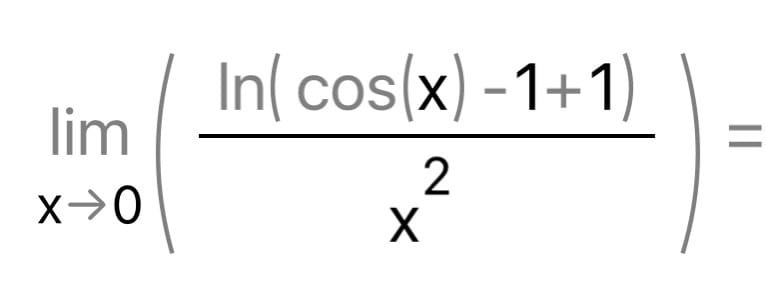 lim x→0 ( ln( cos(x) -1+1) / x² ) =